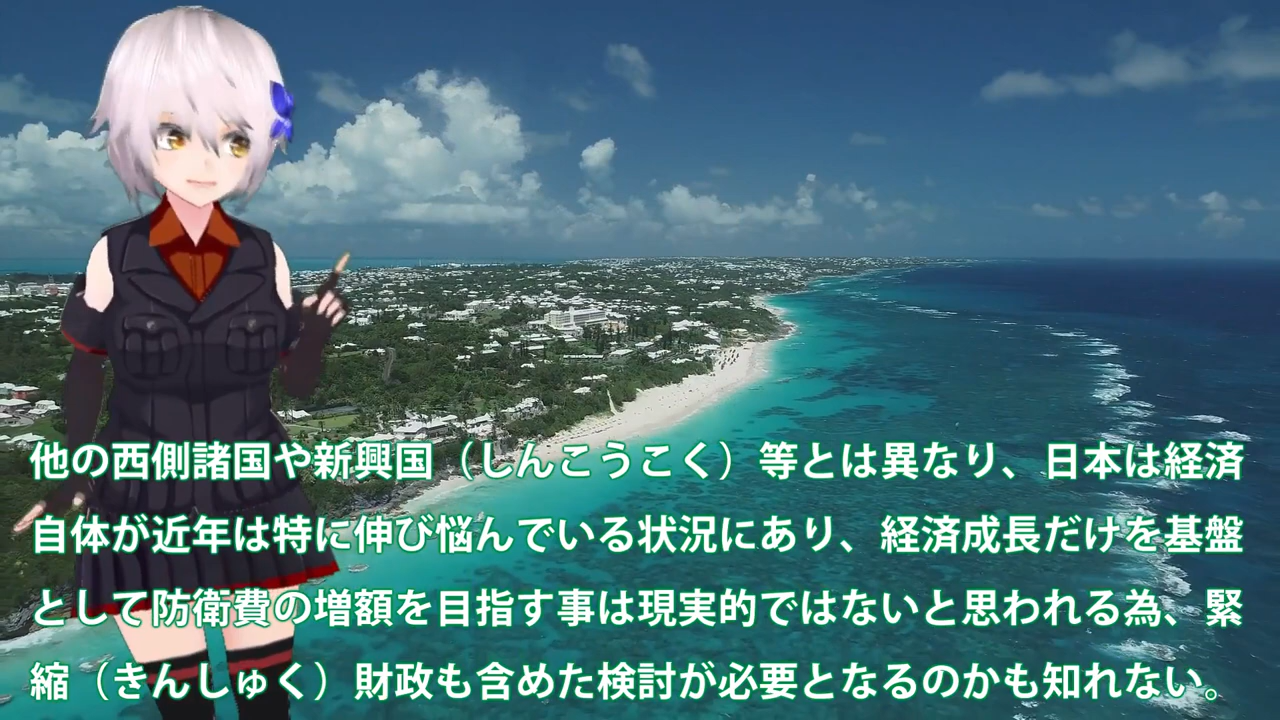 他の西側諸国や新興国（しんこうこく）等とは異なり、日本は経済
自体が近年は特に伸び悩んでいる状況にあり、経済成長だけを基盤
として防衛費の増額を目指す事は現実的ではないと思われる為、緊
縮（きんしゅく）財政も含めた検討が必要となるのかも知れない。